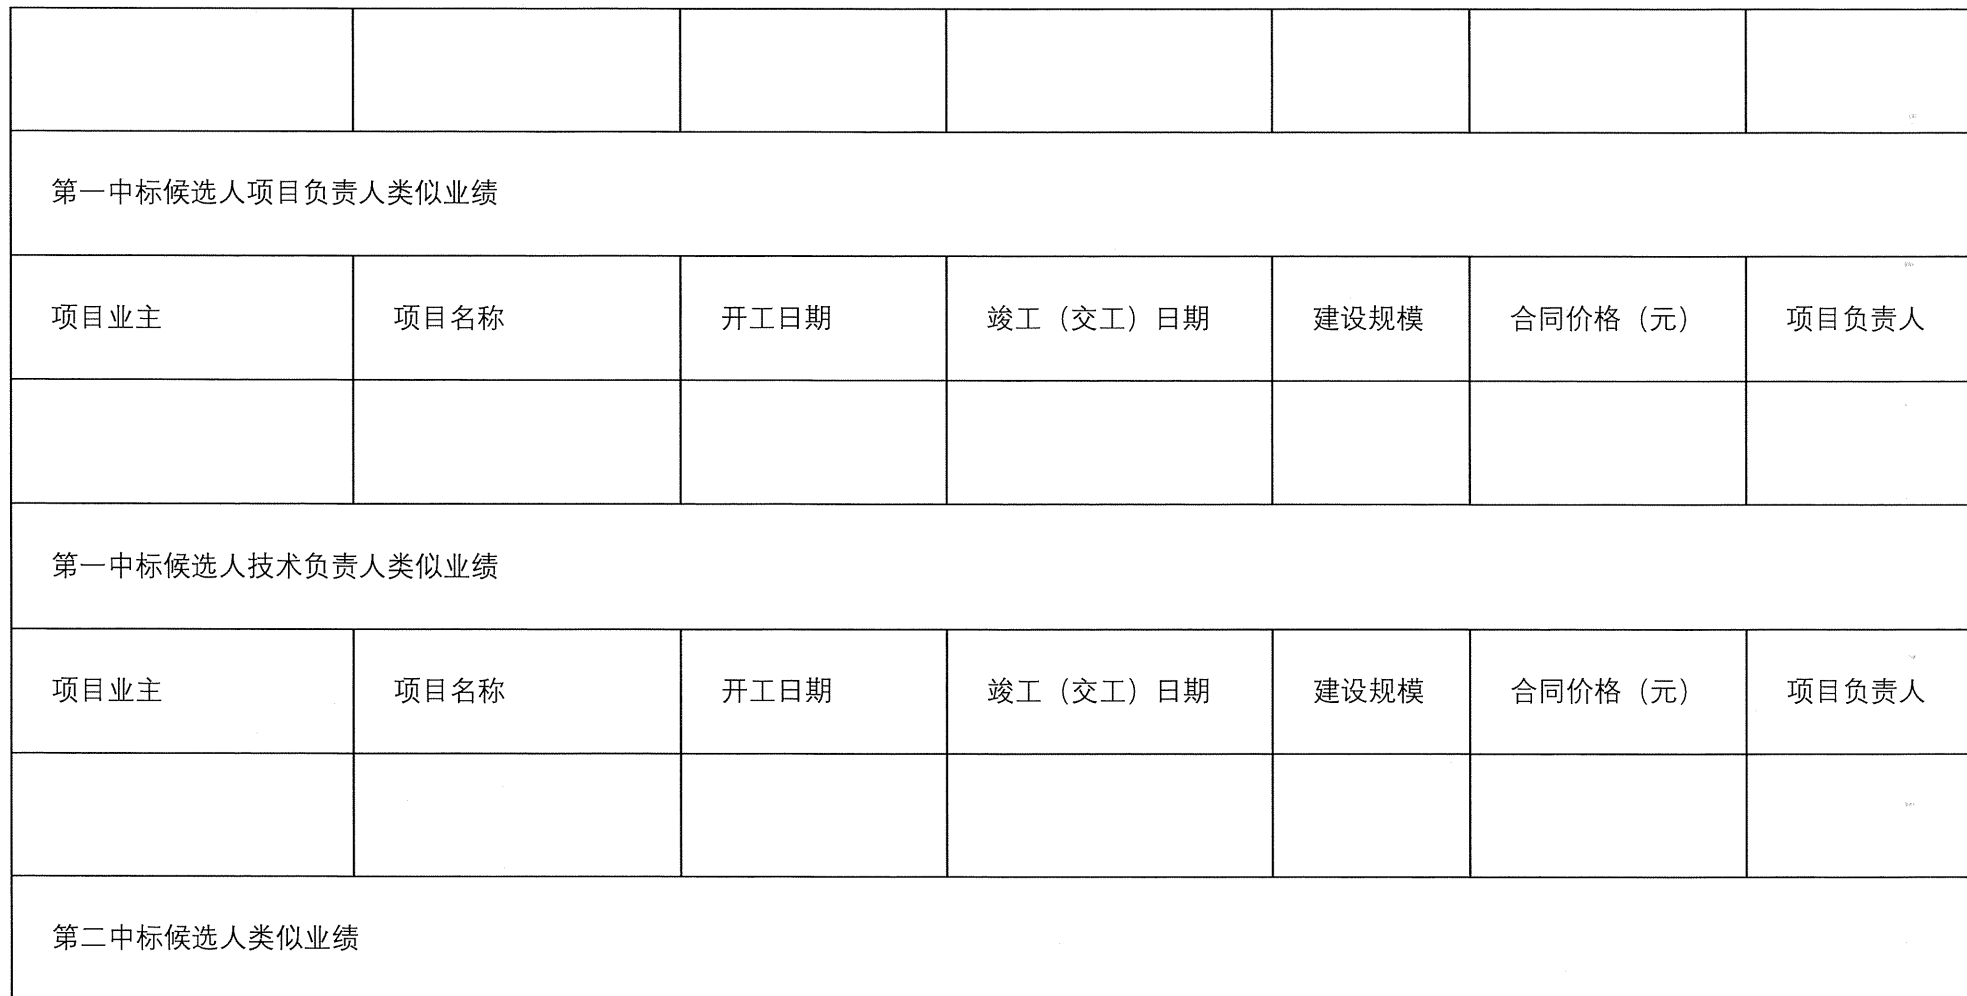 第一中标候选人项目负责人类似业绩
项目业主 项目名称 开工日期 竣工（交工）日期 建设规模 合同价格（元） 项目负责人
第一中标候选人技术负责人类似业绩
项目业主 项目名称 开工日期 竣工（交工）日期 建设规模 合同价格（元） 项目负责人
第二中标候选人类似业绩